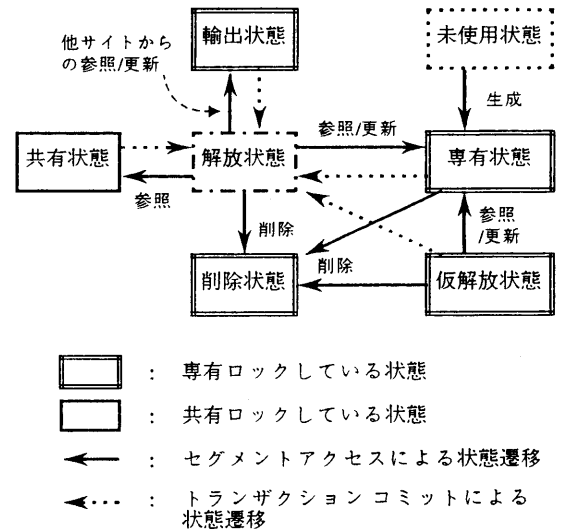 他サイトから
の参照/更新
輸出状態
未使用状態
生成
参照/更新
共有状態
解放状態
専有状態
参照
削除
参照
/更新
削除
削除状態
仮解放状態
: 専有ロックしている状態
: 共有ロックしている状態
: セグメントアクセスによる状態遷移
: トランザクション コミットによる
状態遷移